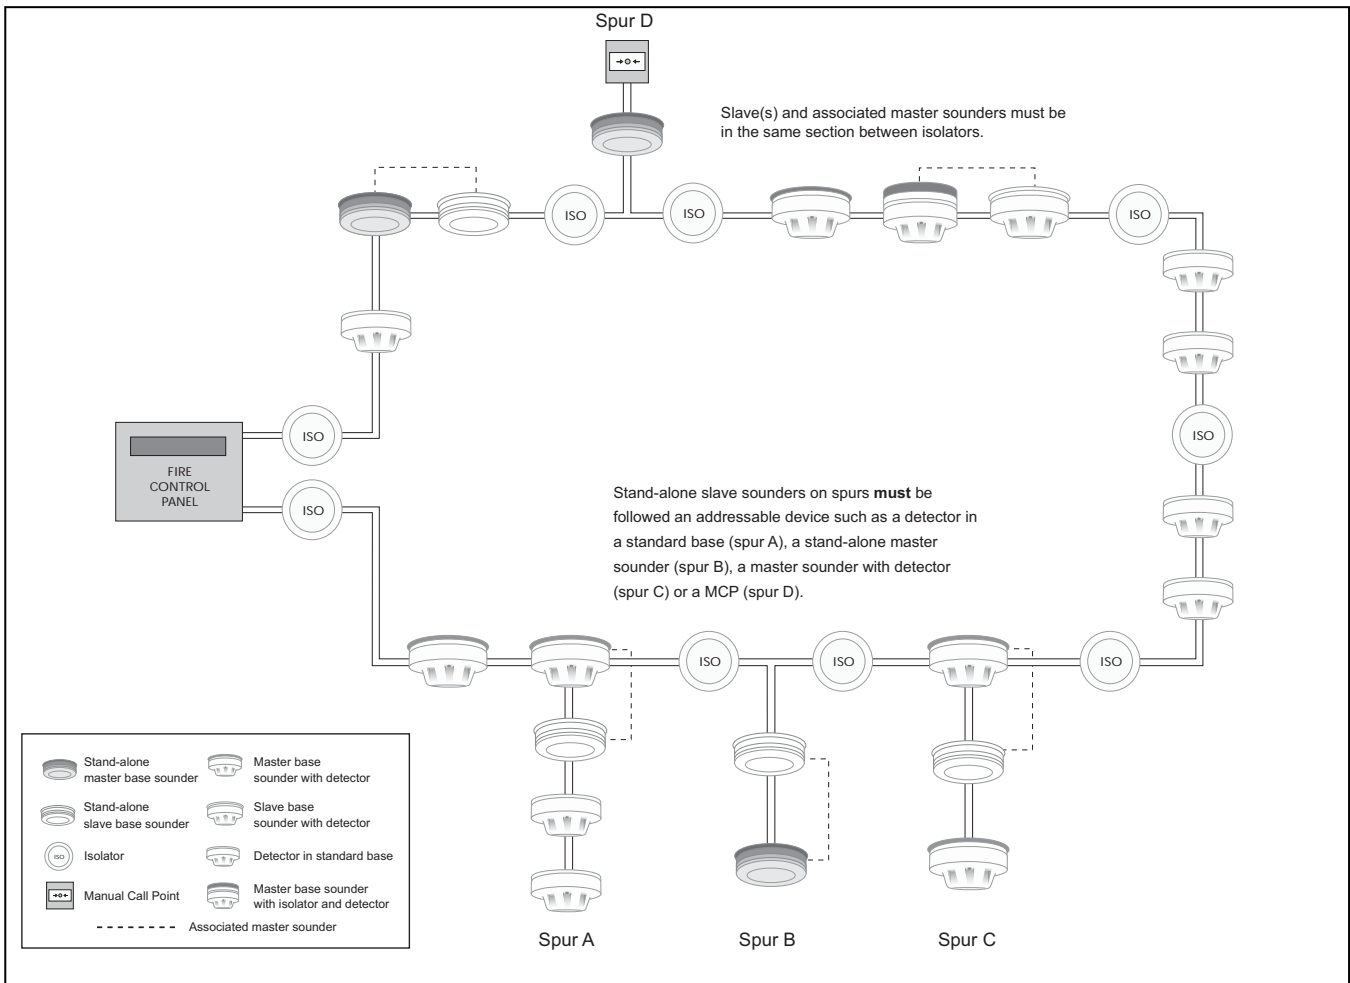 Spur D
Slave(s) and associated master sounders must be
in the same section between isolators.
ISO
ISO
ISO
ISO
FIRE
CONTROL
PANEL
ISO
ISO
Stand-alone slave sounders on spurs must be
followed an addressable device such as a detector in
a standard base (spur A), a stand-alone master
sounder (spur B), a master sounder with detector
(spur C) or a MCP (spur D).
ISO
ISO
ISO
Stand-alone
master base sounder
Master base
sounder with detector
Stand-alone
slave base sounder
Slave base
sounder with detector
ISO
Isolator
Detector in standard base
Manual Call Point
Master base sounder
with isolator and detector
Associated master sounder
Spur A
Spur B
Spur C